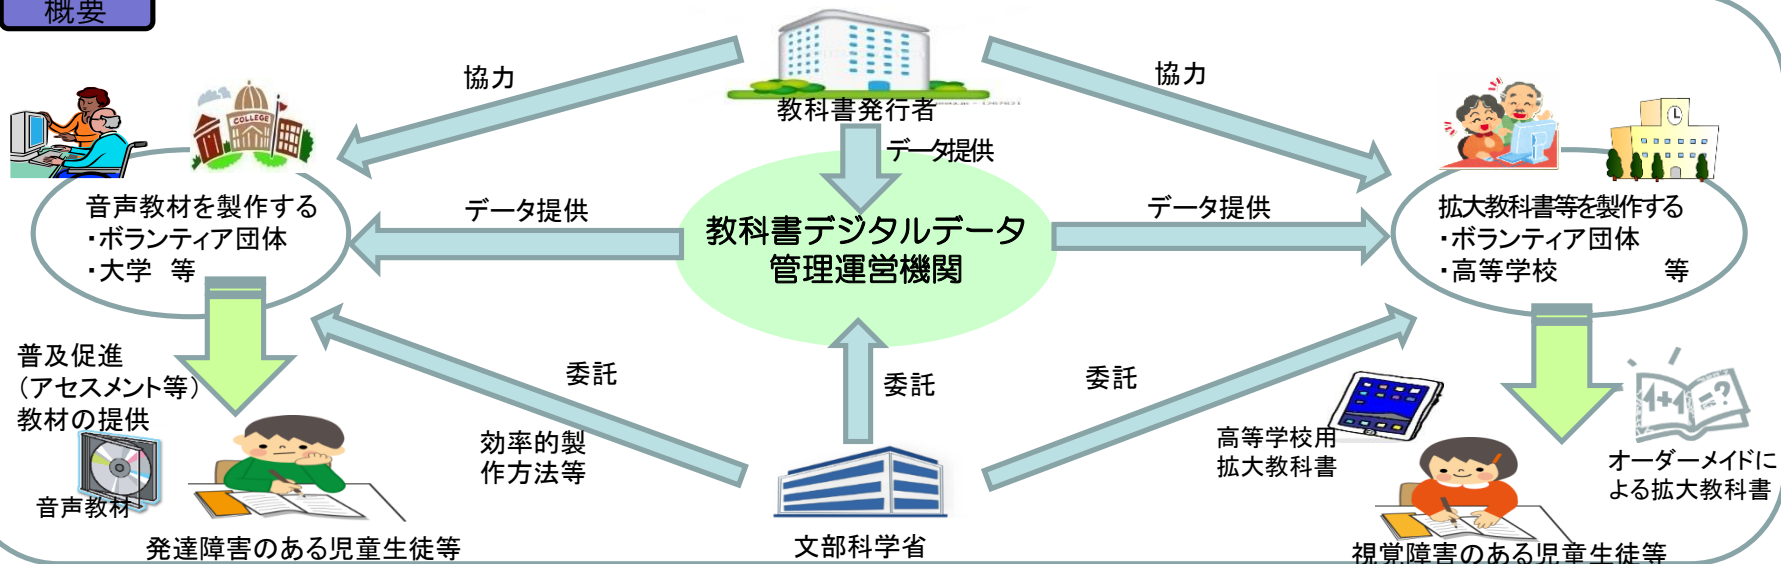 概要
協力
協力
教科書発行者
COLLEGE
データ提供
音声教材を製作する
・ボランティア団体
・大学 等
データ提供
教科書デジタルデータ
管理運営機関
データ提供
拡大教科書等を製作する
・ボランティア団体
・高等学校 等
普及促進
(アセスメント等)
教材の提供
委託
委託
委託
効率的製
作方法等
高等学校用
拡大教科書
1+1=?
オーダーメイドに
よる拡大教科書
音声教材
発達障害のある児童生徒等
文部科学省
視覚障害のある児童生徒等